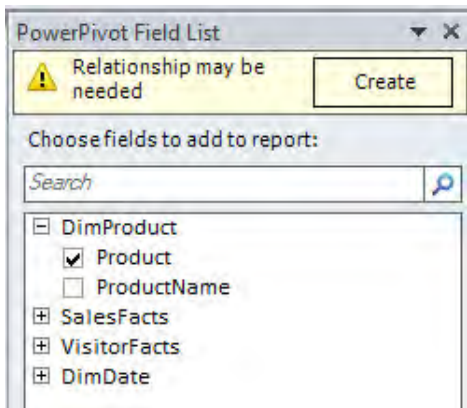 PowerPivot Field List
Relationship may be
needed
Create
Choose fields to add to report:
Search
DimProduct
Product
ProductName
SalesFacts
VisitorFacts
DimDate